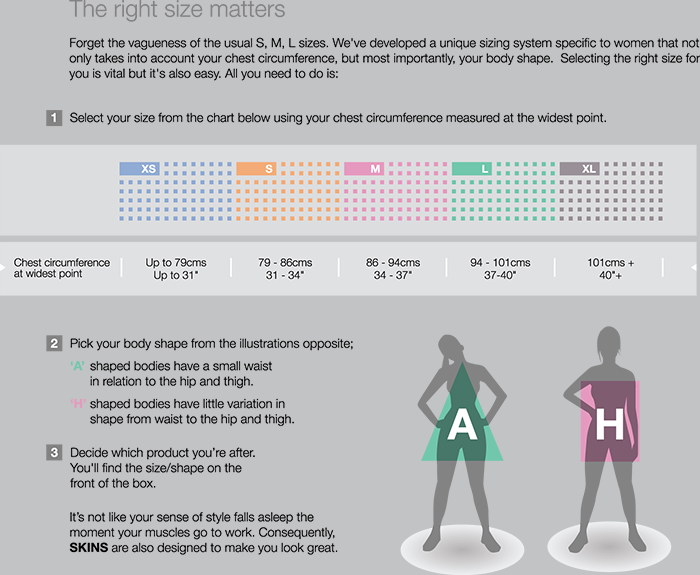 The right size matters
Forget the vagueness of the usual S, M, L sizes. We've developed a unique sizing system specific to women that not
only takes into account your chest circumference, but most importantly, your body shape. Selecting the right size for
you is vital but it's also easy. All you need to do is:
1 Select your size from the chart below using your chest circumference measured at the widest point.
XS S M L XL
Chest circumference Up to 79cms 79 - 86cms 86 - 94cms 94 - 101cms 101cms +
at widest point Up to 31" 31 - 34" 34 - 37" 37-40" 40"+
2 Pick your body shape from the illustrations opposite;
'A' shaped bodies have a small waist
in relation to the hip and thigh.
'H' shaped bodies have little variation in
shape from waist to the hip and thigh.
A H
3 Decide which product you're after.
You'll find the size/shape on the
front of the box.
It's not like your sense of style falls asleep the
moment your muscles go to work. Consequently,
SKINS are also designed to make you look great.